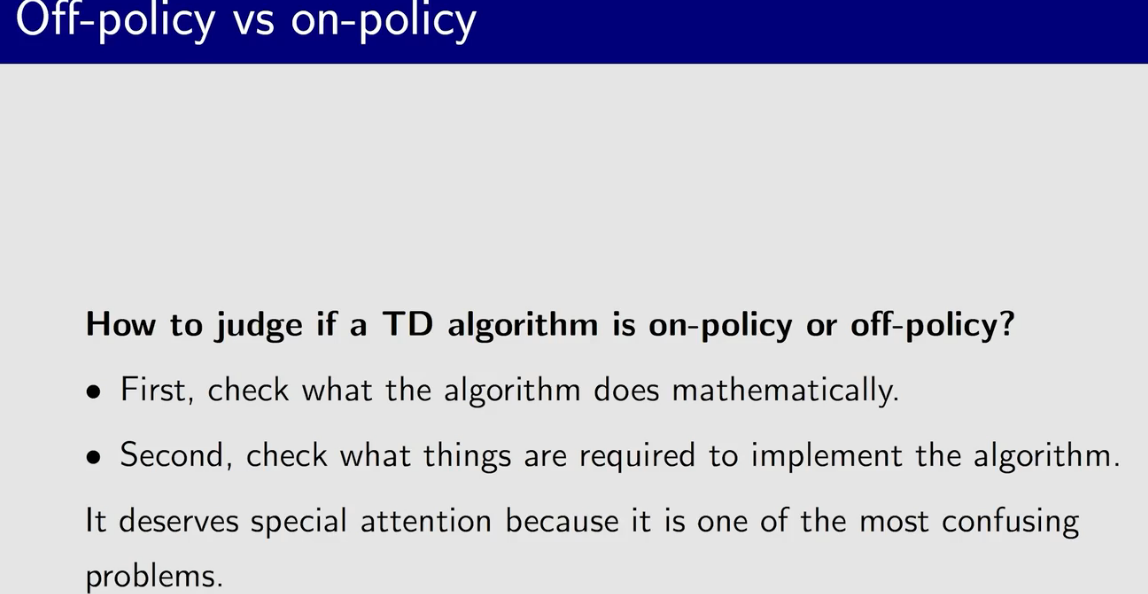 Off-policy vs on-policy
How to judge if a TD algorithm is on-policy or off-policy?
• First, check what the algorithm does mathematically.
• Second, check what things are required to implement the algorithm.
It deserves special attention because it is one of the most confusing
problems.